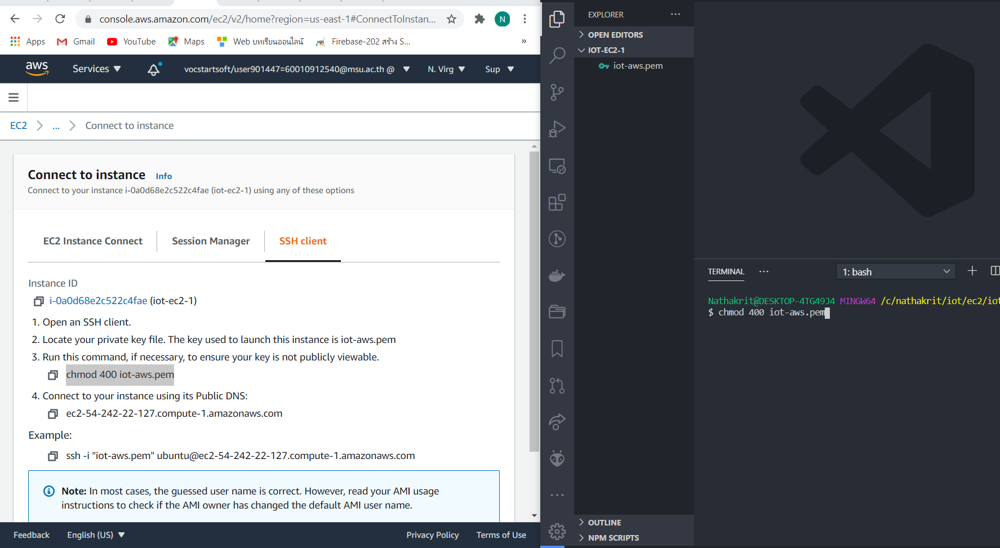 console.aws.amazon.com/ec2/v2/home?region=us-east-1#ConnectToInstan...
N
Apps
Gmail
YouTube
Maps
Web บทเรียนออนไลน์
Firebase-202 สร้าง S...
»
aws
Services
vocstartsoft/user901447=60010912540@msu.ac.th @
N. Virg
Sup
EC2
...
Connect to instance
Connect to instance Info
Connect to your instance i-0a0d68e2c522c4fae (iot-ec2-1) using any of these options
EC2 Instance Connect
Session Manager
SSH client
Instance ID
i-0a0d68e2c522c4fae (iot-ec2-1)
1. Open an SSH client.
2. Locate your private key file. The key used to launch this instance is iot-aws.pem
3. Run this command, if necessary, to ensure your key is not publicly viewable.
chmod 400 iot-aws.pem
4. Connect to your instance using its Public DNS:
ec2-54-242-22-127.compute-1.amazonaws.com
Example:
ssh -i "iot-aws.pem" ubuntu@ec2-54-242-22-127.compute-1.amazonaws.com
Note: In most cases, the guessed user name is correct. However, read your AMI usage
instructions to check if the AMI owner has changed the default AMI user name.
Feedback
English (US)
Privacy Policy
Terms of Use
EXPLORER
...
OPEN EDITORS
IOT-EC2-1
iot-aws.pem
OUTLINE
NPM SCRIPTS
TERMINAL
...
1: bash
Nathakrit@DESKTOP-4TG49J4 MINGW64 /c/nathakrit/iot/ec2/iot
$ chmod 400 iot-aws.pem